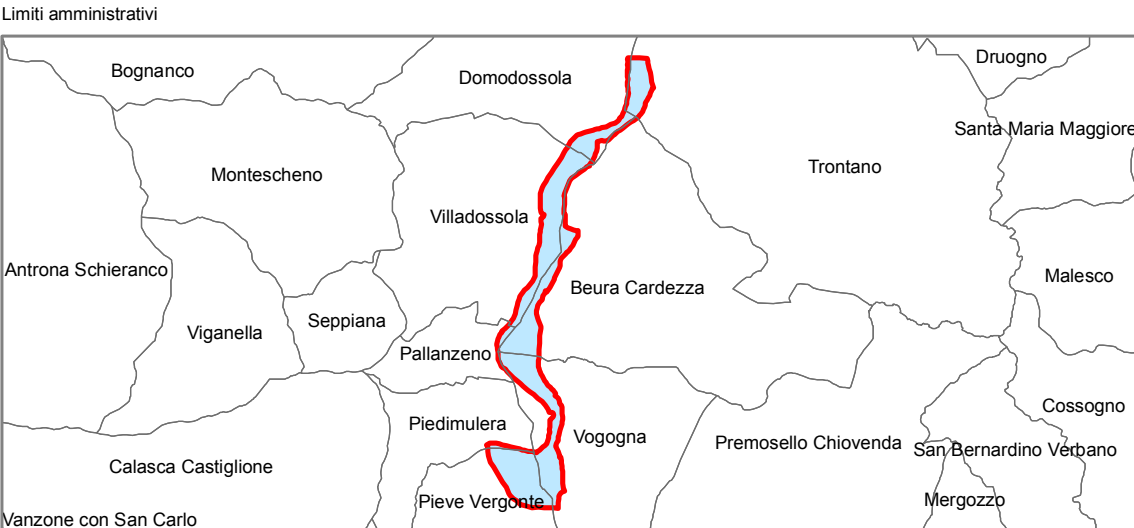 Limiti amministrativi
Druogno
Bognanco
Domodossola
Santa Maria Maggiore
Trontano
Montescheno
Villadossola
Antrona Schieranco
Malesco
Beura Cardezza
Seppiana
Viganella
Pallanzeno
Cossogno
Piedimulera
Vogogna
Premosello Chiovenda
San Bernardino Verbano
Calasca Castiglione
Pieve Vergonte
Mergozzo
Vanzone con San Carlo